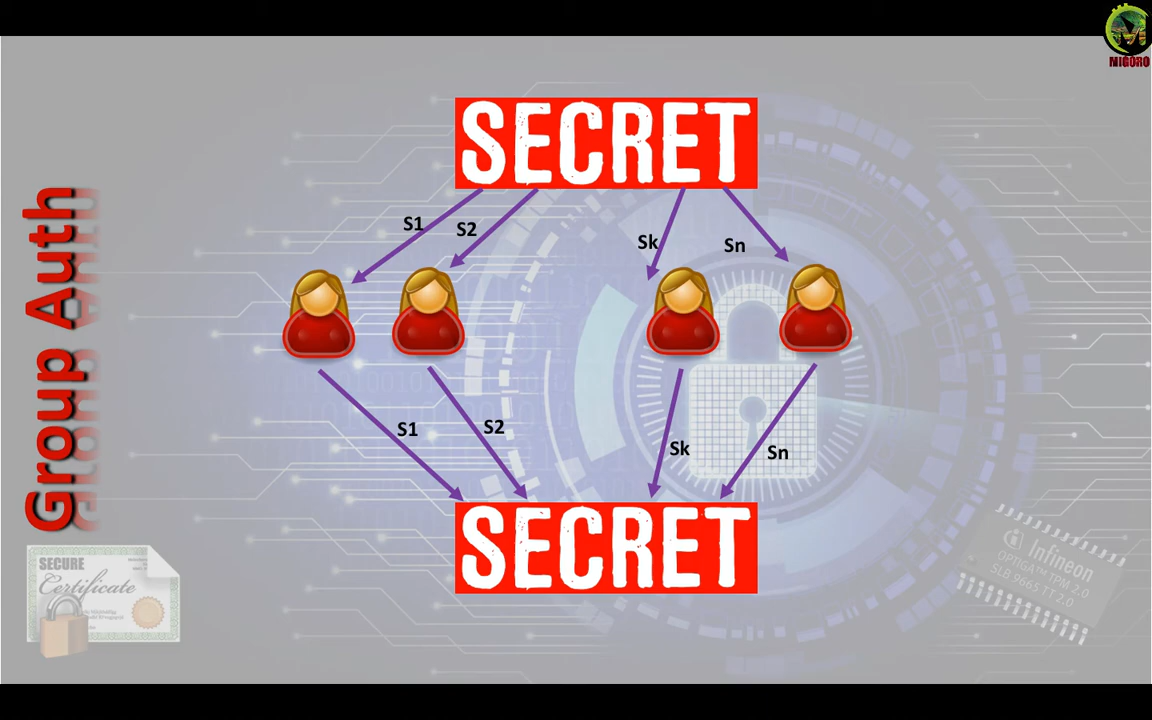 MIGORO
SECRET
S1
S2
Sk
Sn
Group Auth
S1
S2
Sk
Sn
SECRET
SECURE
Certificate
Infineon
OPTIGA™ TPM 2.0
SLB 9665 TT 2.0